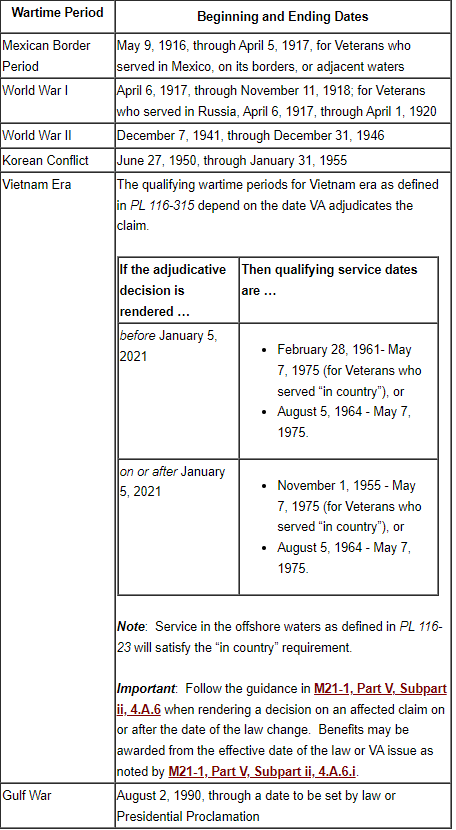 Wartime Period
Beginning and Ending Dates
Mexican Border
Period
May 9, 1916, through April 5, 1917, for Veterans who
served in Mexico, on its borders, or adjacent waters
World War I
April 6, 1917, through November 11, 1918; for Veterans
who served in Russia, April 6, 1917, through April 1, 1920
World War II
December 7, 1941, through December 31, 1946
Korean Conflict
June 27, 1950, through January 31, 1955
Vietnam Era
The qualifying wartime periods for Vietnam era as defined
in PL 116-315 depend on the date VA adjudicates the
claim.
If the adjudicative
decision is
rendered …
Then qualifying service dates
are …
before January 5,
2021
• February 28, 1961- May
7, 1975 (for Veterans who
served “in country”), or
• August 5, 1964 - May 7,
1975.
on or after January
5, 2021
• November 1, 1955 - May
7, 1975 (for Veterans who
served “in country”), or
• August 5, 1964 - May 7,
1975.
Note: Service in the offshore waters as defined in PL 116-
23 will satisfy the “in country” requirement.
Important: Follow the guidance in M21-1, Part V, Subpart
ii, 4.A.6 when rendering a decision on an affected claim on
or after the date of the law change. Benefits may be
awarded from the effective date of the law or VA issue as
noted by M21-1, Part V, Subpart ii, 4.A.6.i.
Gulf War
August 2, 1990, through a date to be set by law or
Presidential Proclamation